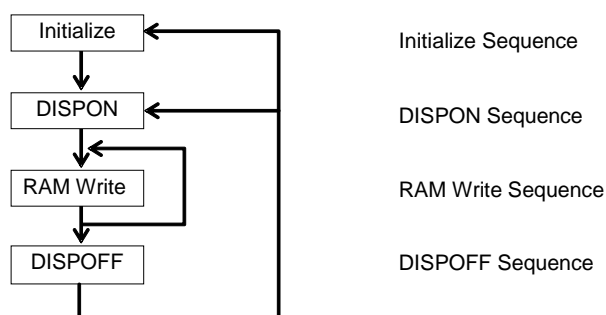 Initialize
Initialize Sequence
DISPON
DISPON Sequence
RAM Write
RAM Write Sequence
DISPOFF
DISPOFF Sequence